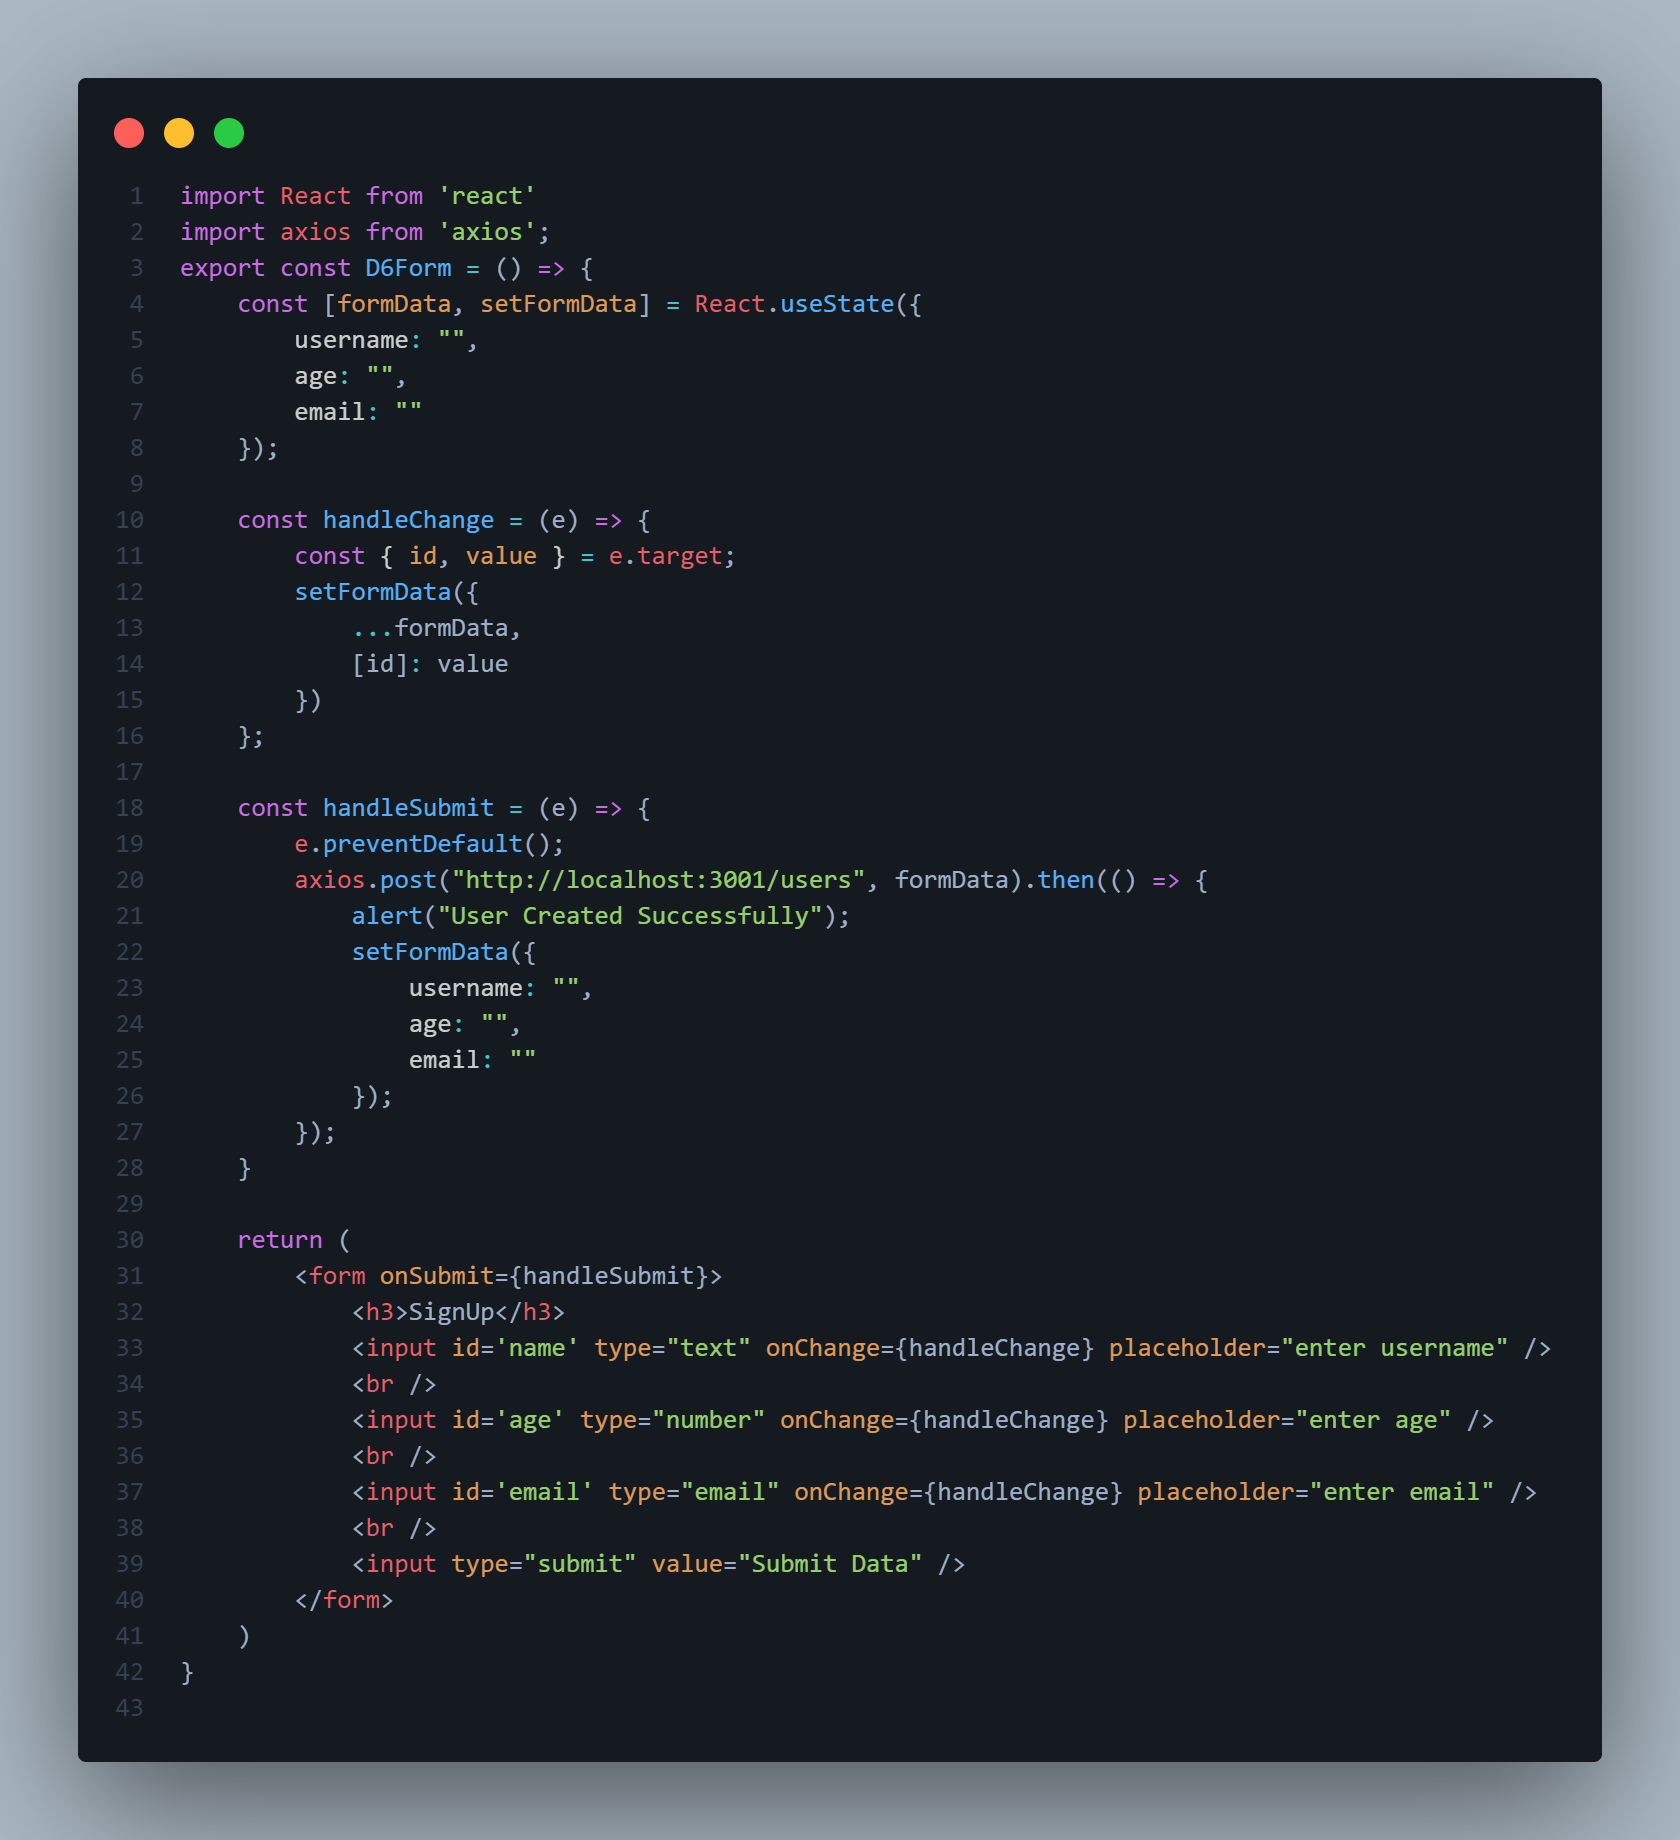 1 import React from 'react'
2 import axios from 'axios';
3 export const D6Form = () => {
4     const [formData, setFormData] = React.useState({
5         username: "",
6         age: "",
7         email: ""
8     });
9
10     const handleChange = (e) => {
11         const { id, value } = e.target;
12         setFormData({
13             ...formData,
14             [id]: value
15         })
16     };
17
18     const handleSubmit = (e) => {
19         e.preventDefault();
20         axios.post("http://localhost:3001/users", formData).then(() => {
21             alert("User Created Successfully");
22             setFormData({
23                 username: "",
24                 age: "",
25                 email: ""
26             });
27         });
28     }
29
30     return (
31         <form onSubmit={handleSubmit}>
32             <h3>SignUp</h3>
33             <input id='name' type="text" onChange={handleChange} placeholder="enter username" />
34             <br />
35             <input id='age' type="number" onChange={handleChange} placeholder="enter age" />
36             <br />
37             <input id='email' type="email" onChange={handleChange} placeholder="enter email" />
38             <br />
39             <input type="submit" value="Submit Data" />
40         </form>
41     )
42 }
43